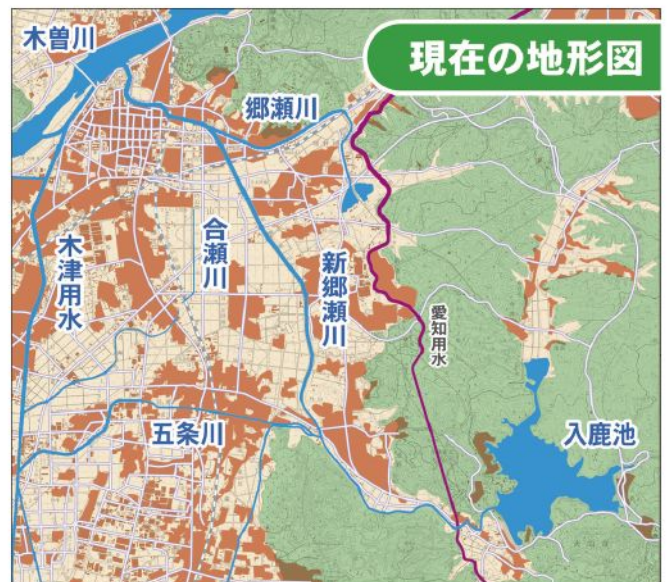 現在の地形図
木曽川
郷瀬川
木津用水
合瀬川
新郷瀬川
愛知用水
五条川
入鹿池